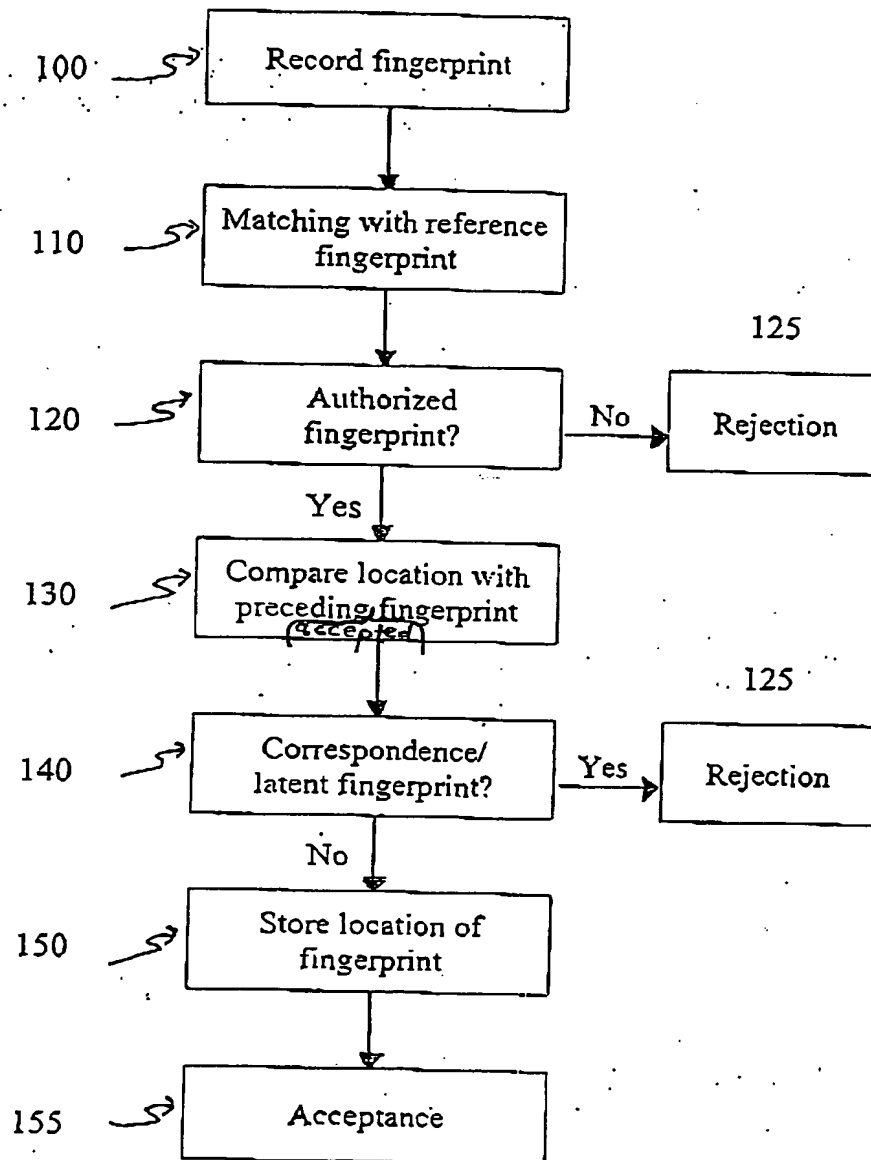 100
Record fingerprint
110
Matching with reference
fingerprint
125
120
Authorized
fingerprint?
No
Rejection
Yes
130
Compare location with
preceding fingerprint
accepted
125
140
Correspondence/
latent fingerprint?
Yes
Rejection
No
150
Store location of
fingerprint
155
Acceptance